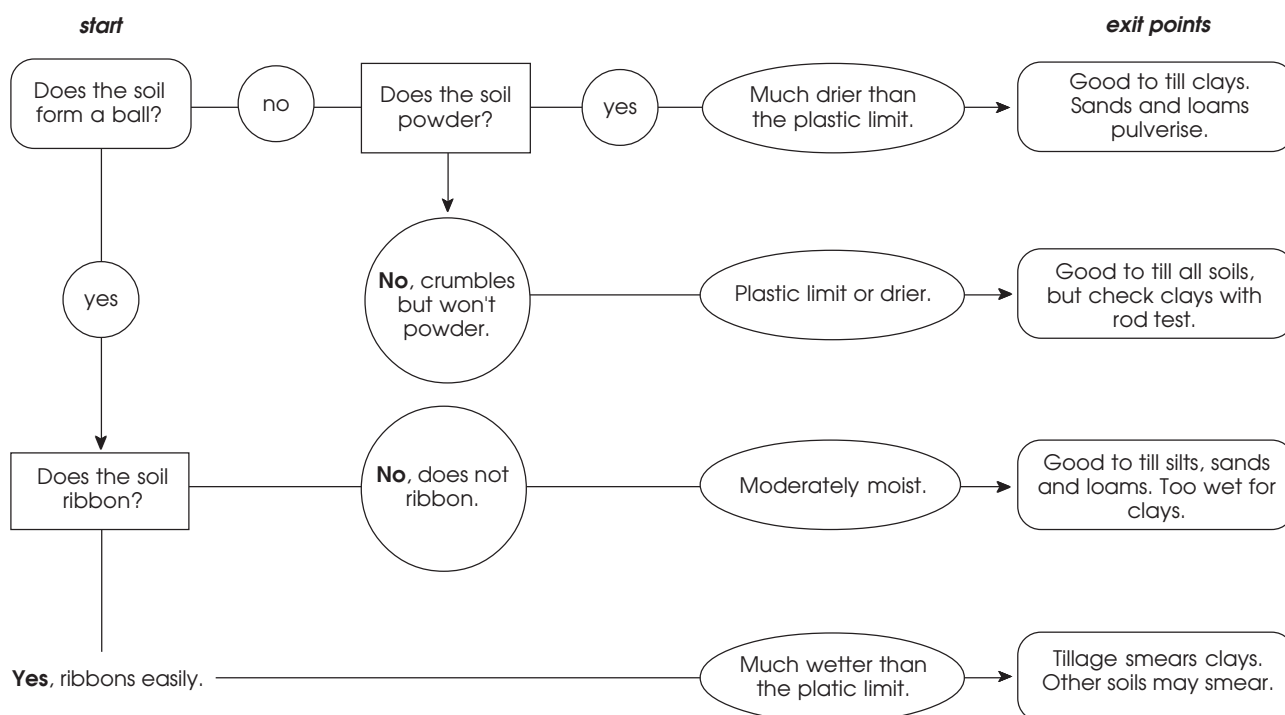 start
exit points
Does the soil
form a ball?
no
Does the soil
powder?
yes
Much drier than
the plastic limit.
Good to till clays.
Sands and loams
pulverise.
yes
No, crumbles
but won't
powder.
Plastic limit or drier.
Good to till all soils,
but check clays with
rod test.
Does the soil
ribbon?
No, does not
ribbon.
Moderately moist.
Good to till silts, sands
and loams. Too wet for
clays.
Yes, ribbons easily.
Much wetter than
the platic limit.
Tillage smears clays.
Other soils may smear.